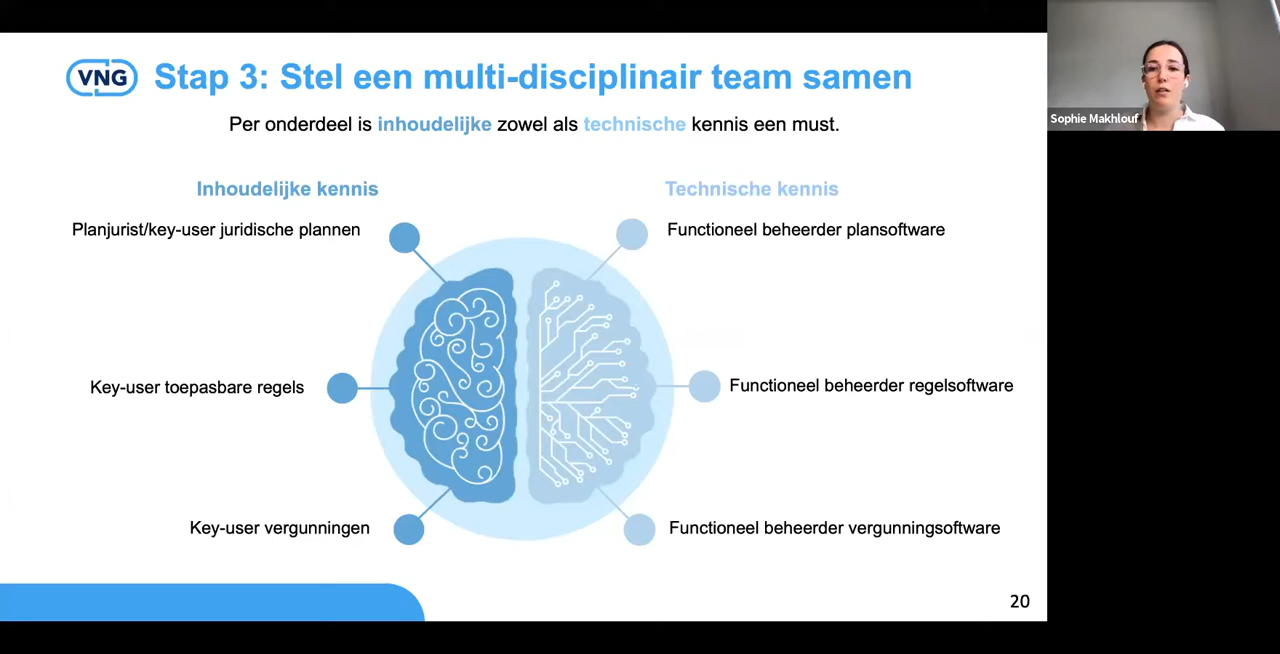 VNG
Stap 3: Stel een multi-disciplinair team samen
Per onderdeel is inhoudelijke zowel als technische kennis een must.
Inhoudelijke kennis
Technische kennis
Planjurist/key-user juridische plannen
Functioneel beheerder plansoftware
Key-user toepasbare regels
Functioneel beheerder regelsoftware
Key-user vergunningen
Functioneel beheerder vergunningsoftware
20
Sophie Makhlouf